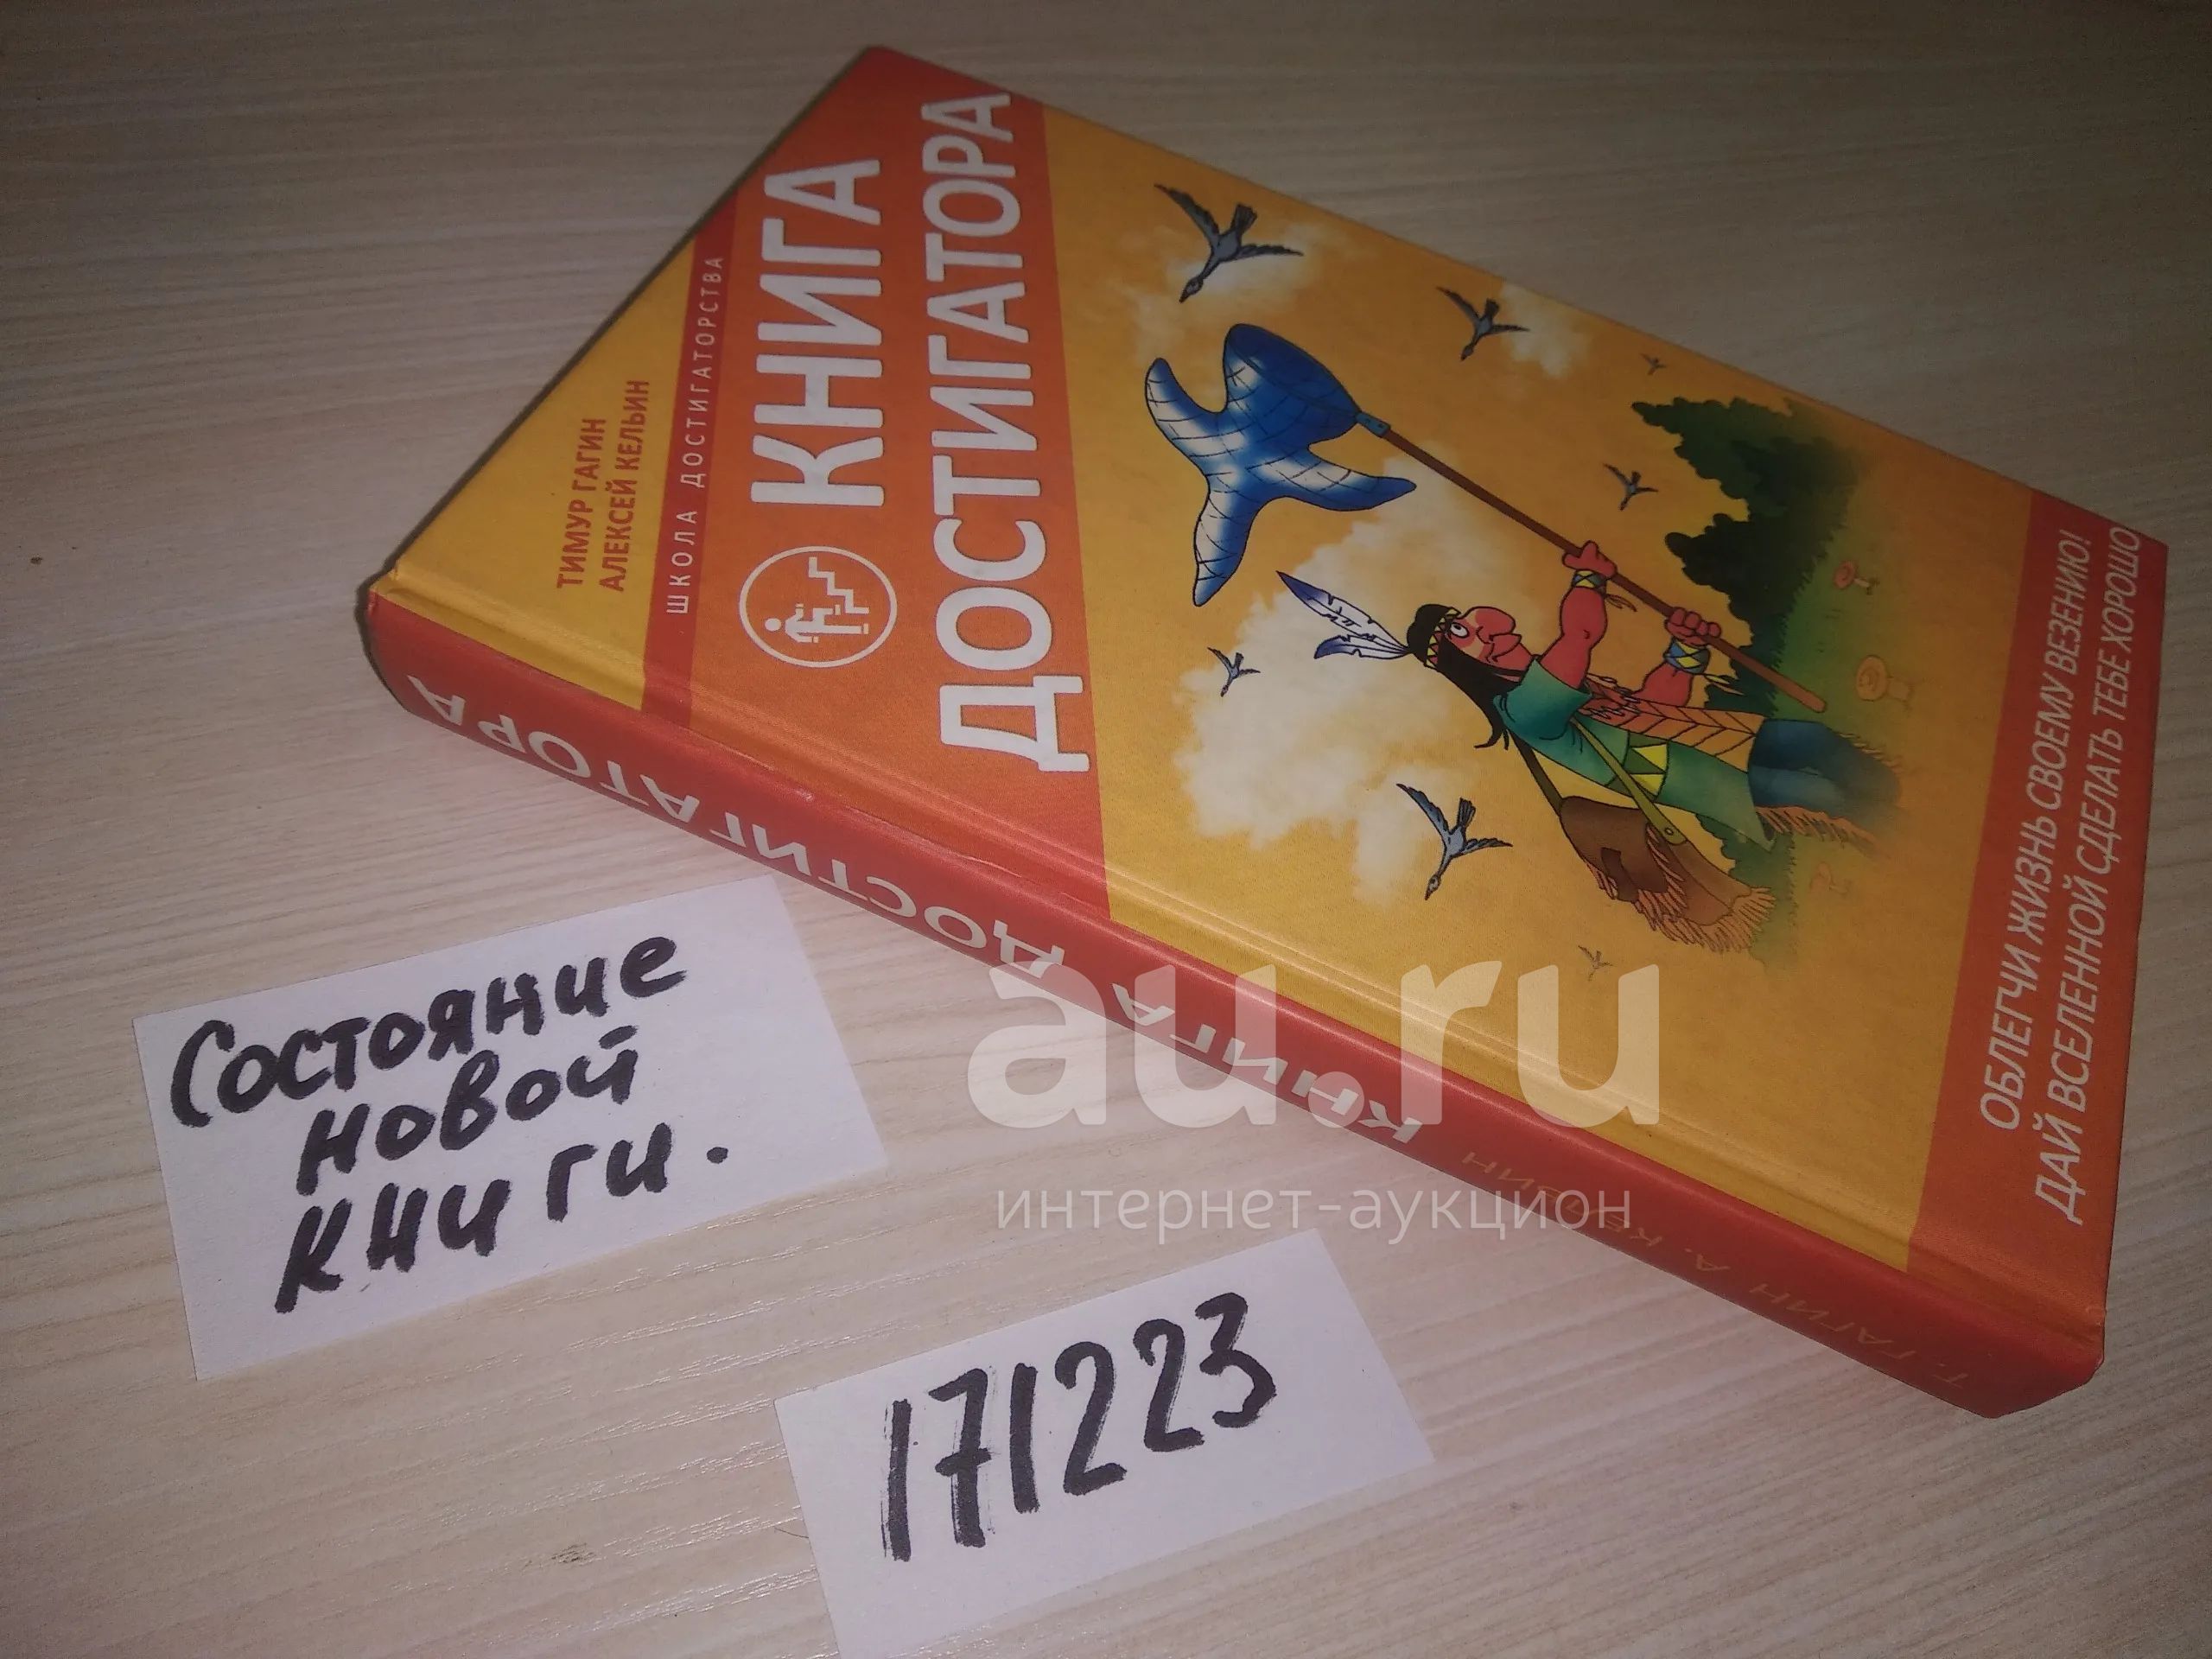 ТИМУР ГАГИН
АЛЕКСЕЙ КЕЛЬИН
ШКОЛА ДОСТИГАТОРСТВА
КНИГА
ДОСТИГАТОРА
ОБЛЕГЧИ ЖИЗНЬ СВОЕМУ ВЕЗЕНИЮ!
ДАЙ ВСЕЛЕННОЙ СДЕЛАТЬ ТЕБЕ ХОРОШО
Т. ГАГИН А.
КНИГА ДОСТИГАТОРА
Состояние
новой
книги.
171223
au.ru
интернет-аукцион